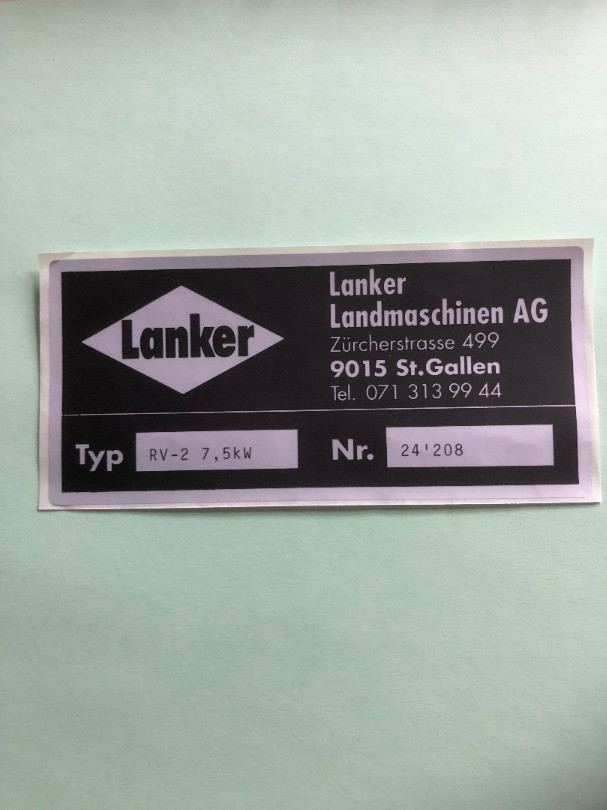 Lanker
Lanker
Landmaschinen AG
Zürcherstrasse 499
9015 St.Gallen
Tel. 071 313 99 44
Typ RV-2 7,5kW Nr. 24'208